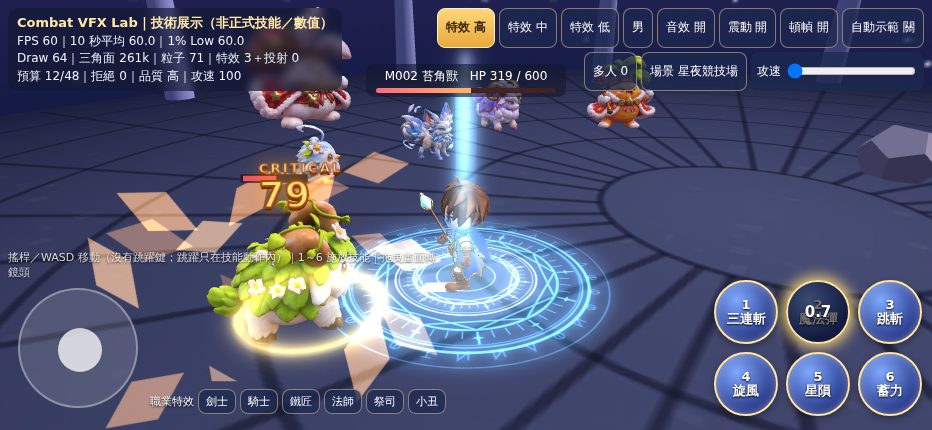 Combat VFX Lab｜技術展示（非正式技能／數值）
FPS 60｜10 秒平均 60.0｜1% Low 60.0
Draw 64｜三角面 261k｜粒子 71｜特效 3＋投射 0
預算 12/48｜拒絕 0｜品質 高｜攻速 100
特效 高
特效 中
特效 低
男
音效 開
震動 開
頓幀 開
自動示範 關
多人 0
場景 星夜競技場
攻速
M002 苔角獸 HP 319 / 600
CRITICAL
79
搖桿／WASD 移動（沒有跳躍鍵；跳躍只在技能動作內）｜1～6 施放技能｜
鏡頭
1
三連斬
2
魔法彈
0.7
3
跳斬
4
旋風
5
星隕
6
蓄力
職業特效
劍士
騎士
鐵匠
法師
祭司
小丑